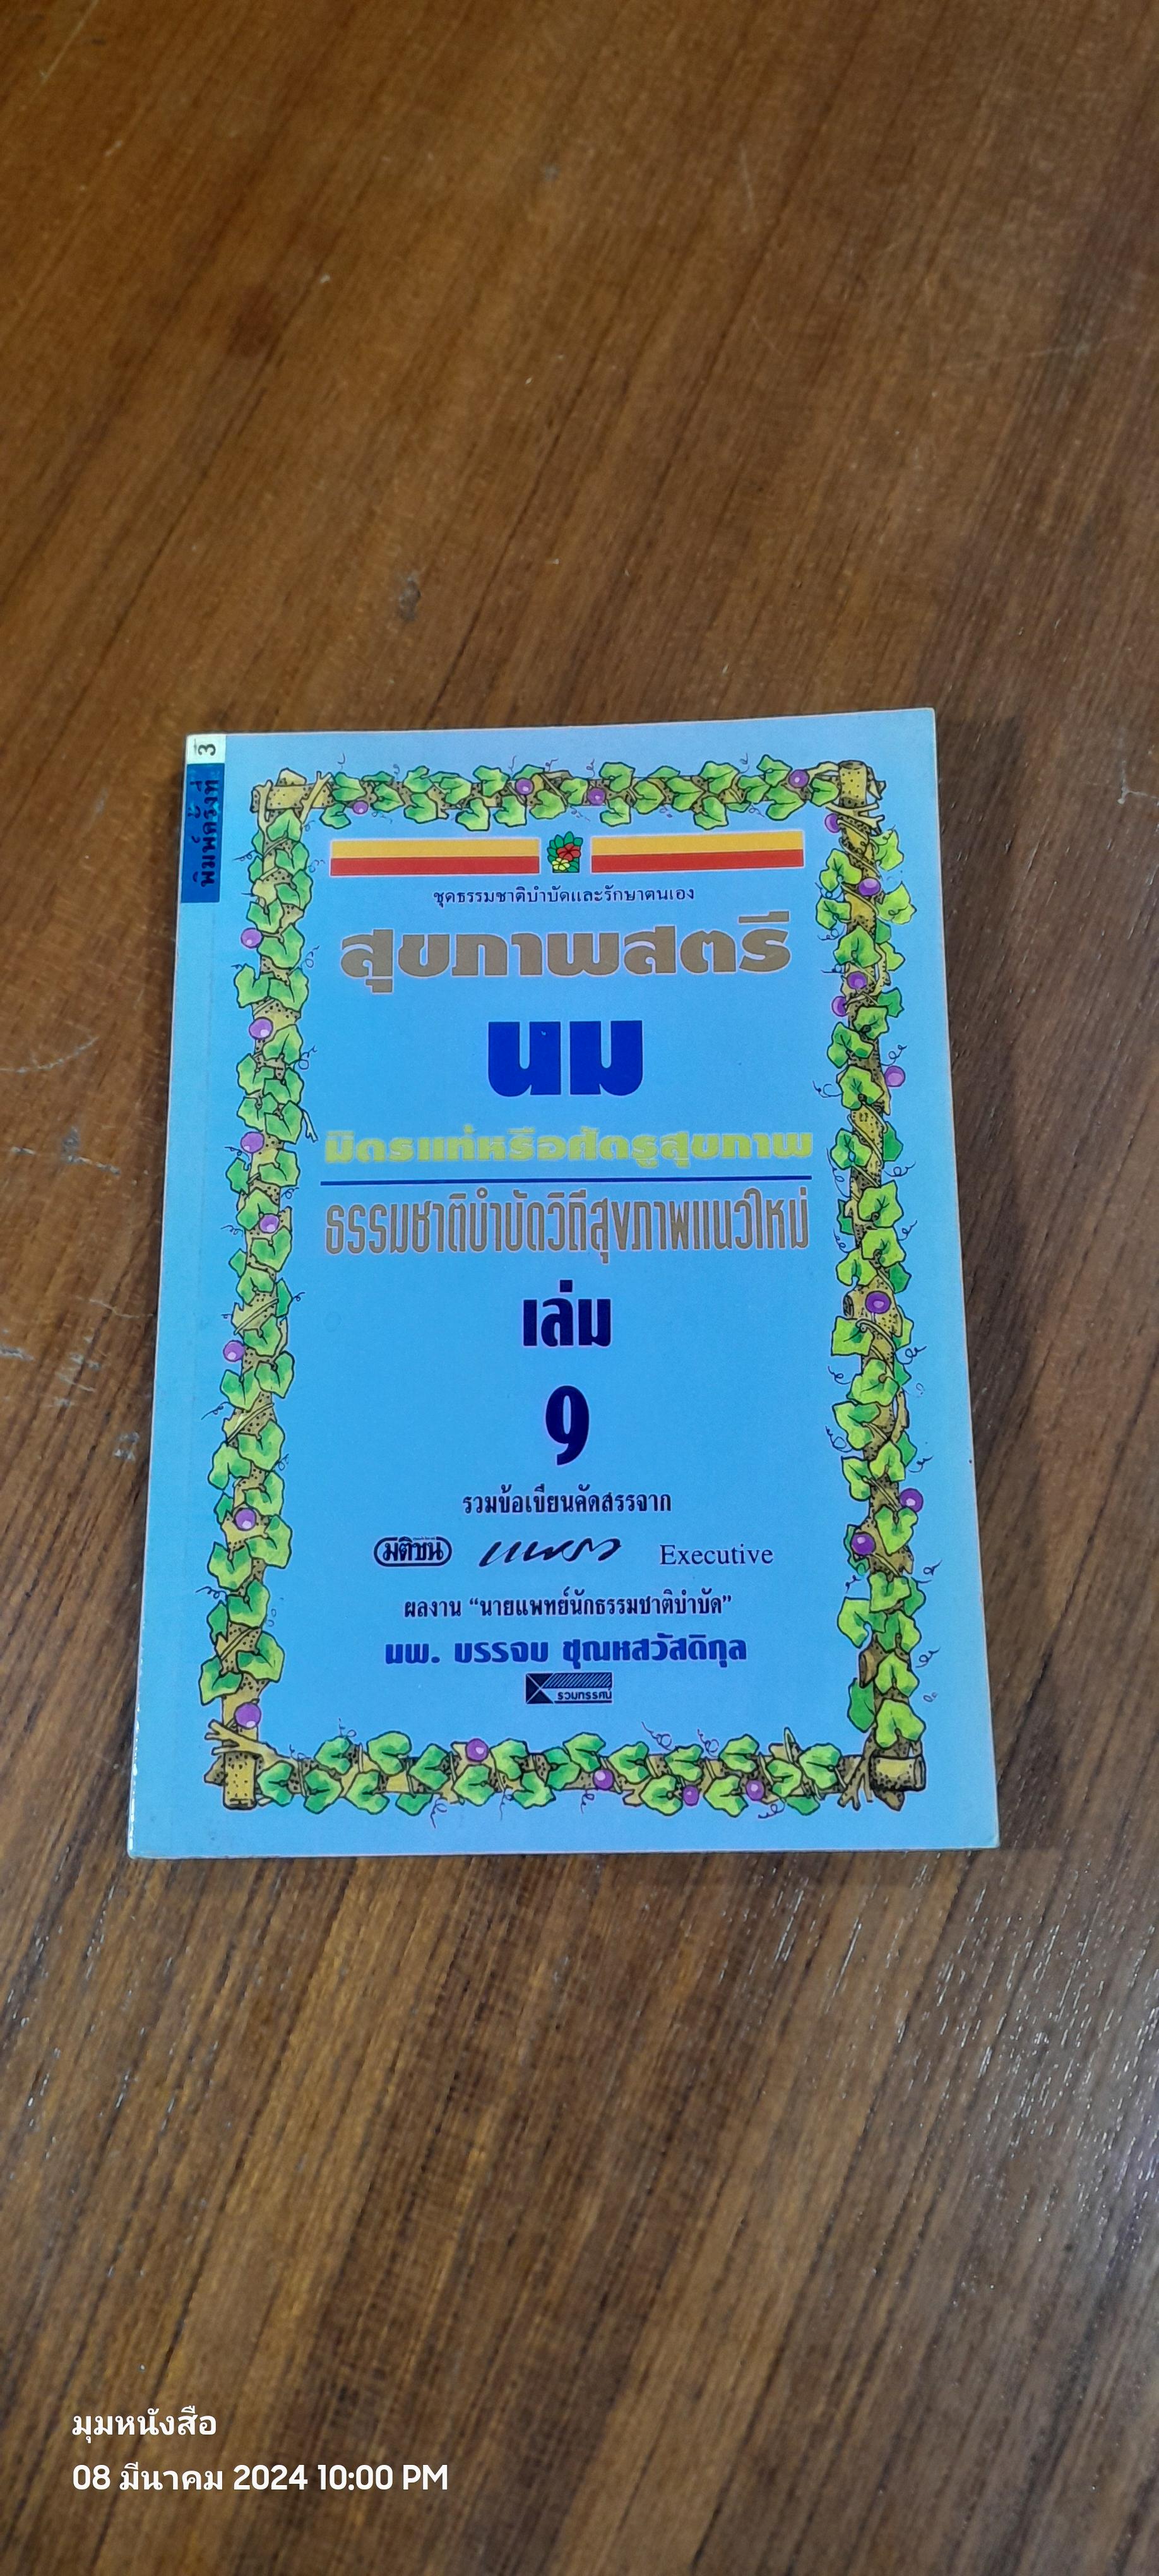 พิมพ์ครั้งที่ 3
ชุดธรรมชาติบำบัดและรักษาตนเอง
สุขภาพสตรี
นม
มิตรแท้หรือศัตรูสุขภาพ
ธรรมชาติบำบัดวิถีสุขภาพแนวใหม่
เล่ม
9
รวมข้อเขียนคัดสรรจาก
มติชน แพรว Executive
ผลงาน “นายแพทย์นักธรรมชาติบำบัด”
นพ. บรรจบ ชุณหสวัสดิกุล
รวมทรรศน์
มุมหนังสือ
08 มีนาคม 2024 10:00 PM